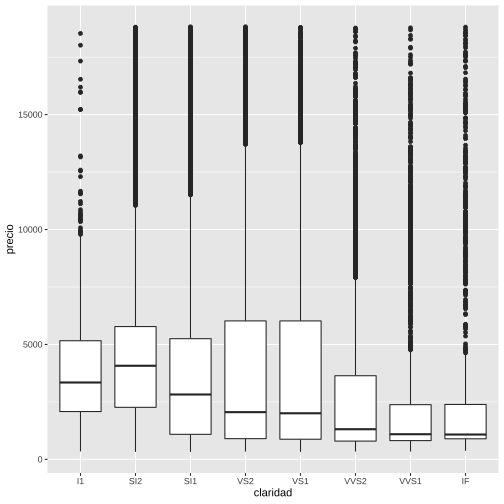 precio
15000
10000
5000
0
I1 SI2 SI1 VS2 VS1 VVS2 VVS1 IF
claridad